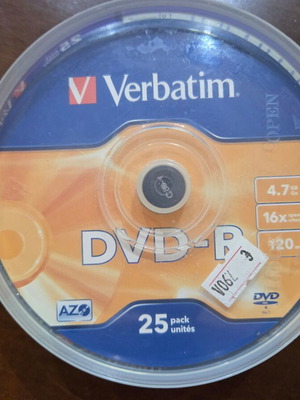 Verbatim
OPEN
4.7
16x
DVD-R
120
AZO
25 pack
unités
DVD